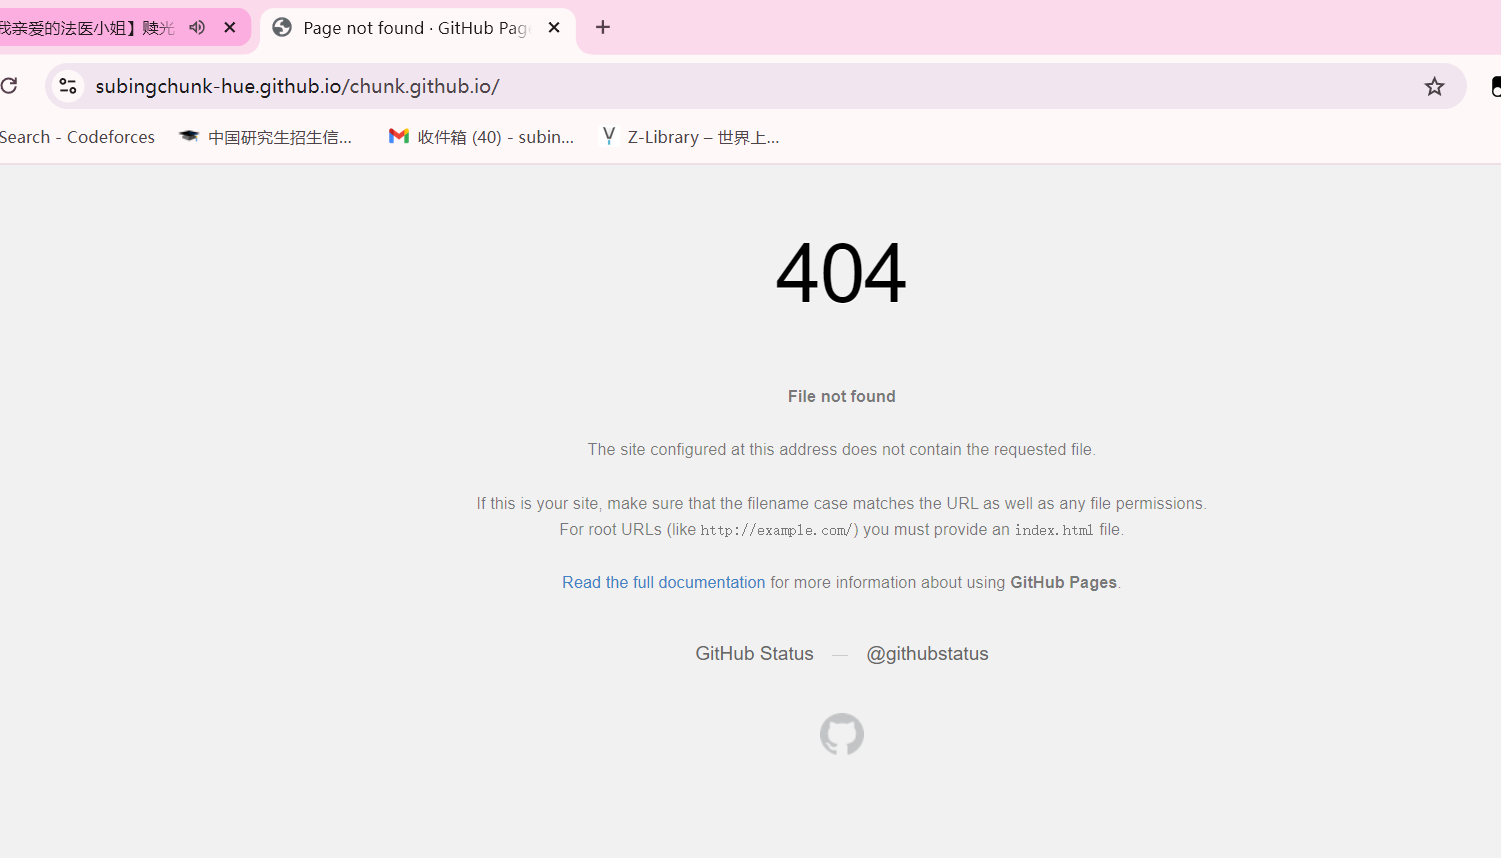 我亲爱的法医小姐】赎光
Page not found · GitHub Pag
subingchunk-hue.github.io/chunk.github.io/
Search - Codeforces 中国研究生招生信... 收件箱 (40) - subin... Z-Library – 世界上...
404
File not found
The site configured at this address does not contain the requested file.
If this is your site, make sure that the filename case matches the URL as well as any file permissions.
For root URLs (like http://example.com/) you must provide an index.html file.
Read the full documentation for more information about using GitHub Pages.
GitHub Status — @githubstatus